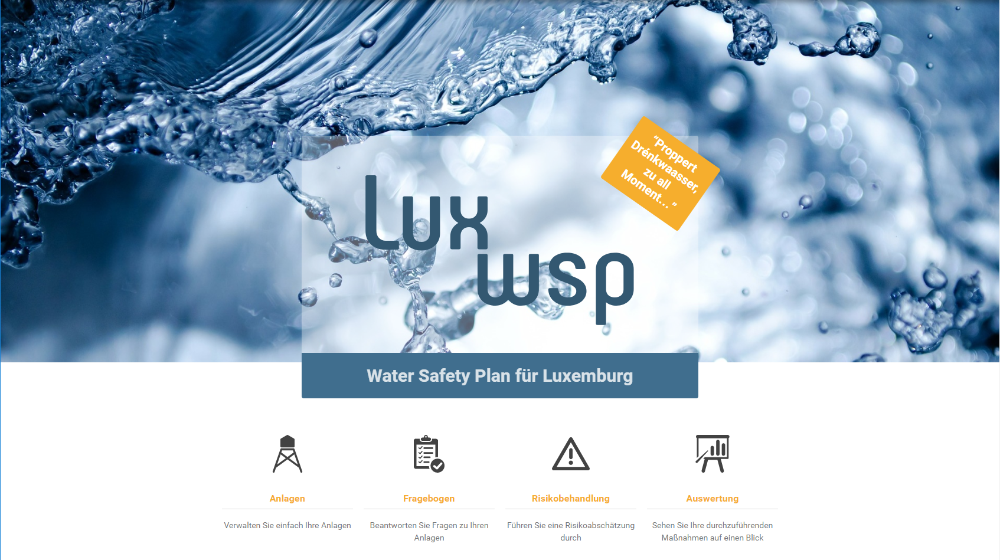 “Proppert
Drénkwaasser,
zu all
Moment... ”
lux
wsp
Water Safety Plan für Luxemburg
Anlagen
Verwalten Sie einfach Ihre Anlagen
Fragebogen
Beantworten Sie Fragen zu Ihren
Anlagen
Risikobehandlung
Führen Sie eine Risikoabschätzung
durch
Auswertung
Sehen Sie Ihre durchzuführenden
Maßnahmen auf einen Blick